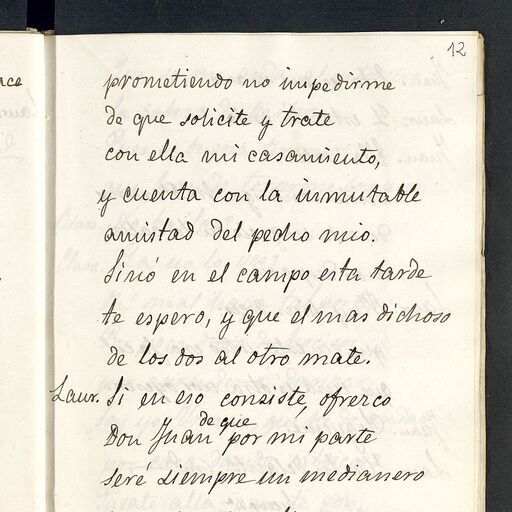 12
prometiendo no impedirme
de que solicite y trate
con ella mi casamiento,
y cuenta con la inmutable
amistad del pecho mio.
Sinó en el campo esta tarde
te espero, y que el mas dichoso
de los dos al otro mate.
Laur. Si en eso consiste, ofrezco
de que
Don Juan, por mi parte
seré siempre un medianero